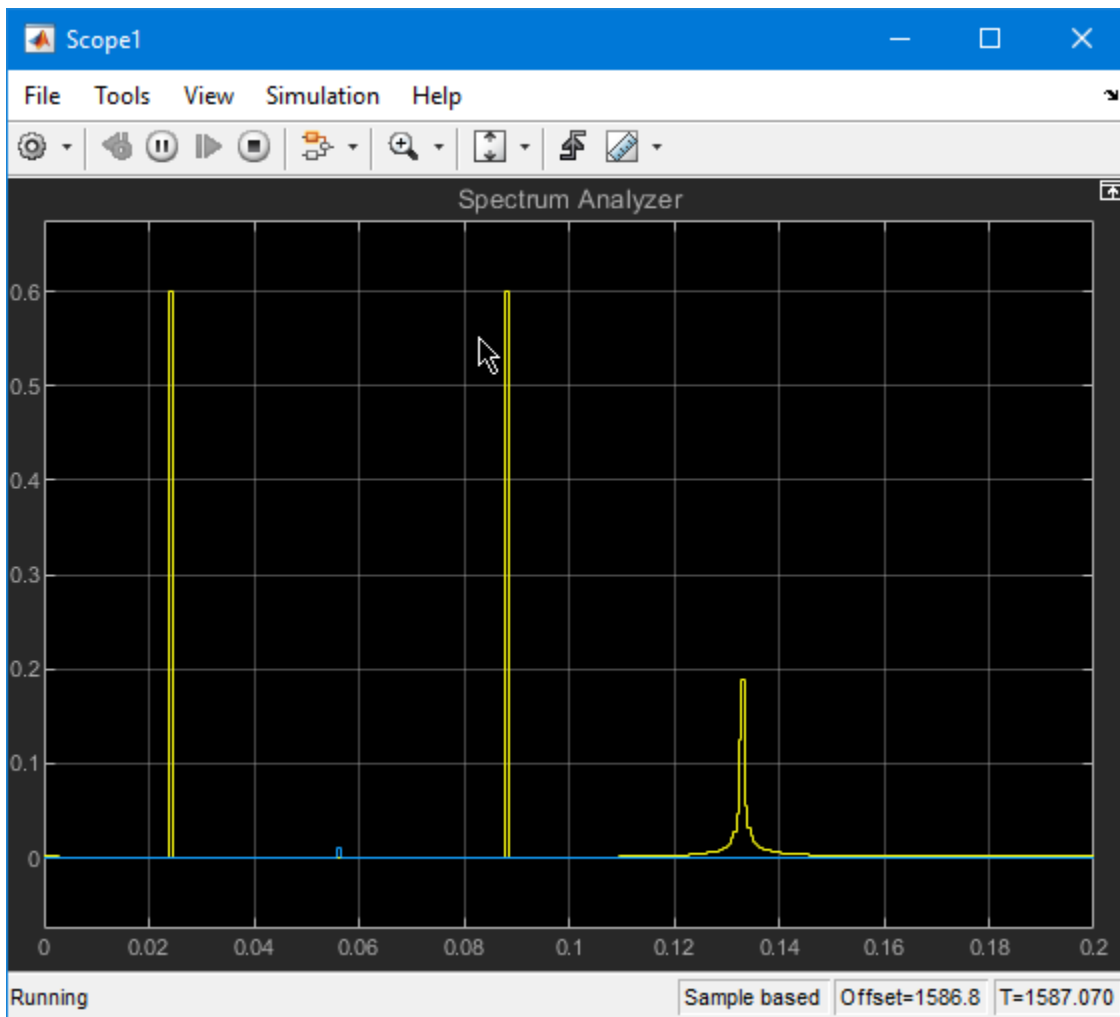 Scope1
File Tools View Simulation Help
Spectrum Analyzer
0.6
0.5
0.4
0.3
0.2
0.1
0
0 0.02 0.04 0.06 0.08 0.1 0.12 0.14 0.16 0.18 0.2
Running Sample based Offset=1586.8 T=1587.070